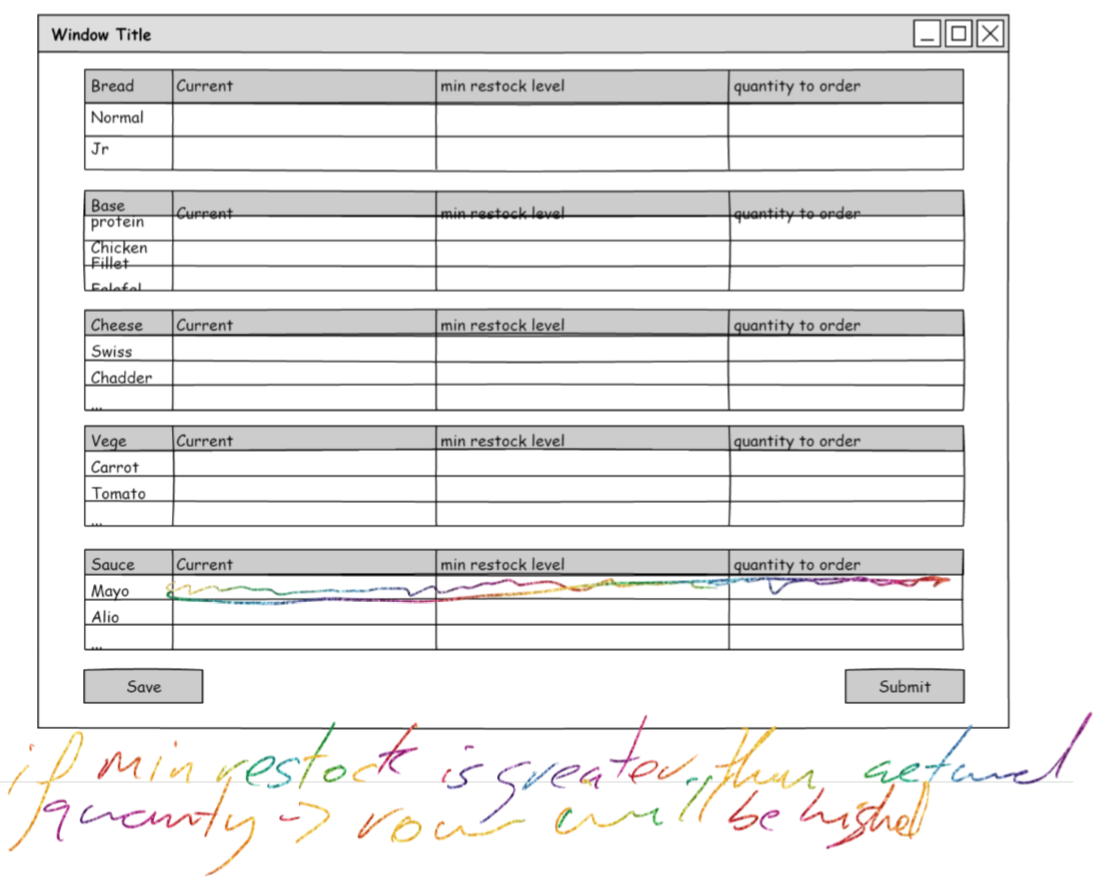 Window Title
Bread Current min restock level quantity to order
Normal
Jr
Base protein Current min restock level quantity to order
Chicken Fillet
Falafal
Cheese Current min restock level quantity to order
Swiss
Chadder
...
Vege Current min restock level quantity to order
Carrot
Tomato
...
Sauce Current min restock level quantity to order
Mayo
Alio
...
Save Submit
if min restock is greater than
quantity -> row will be